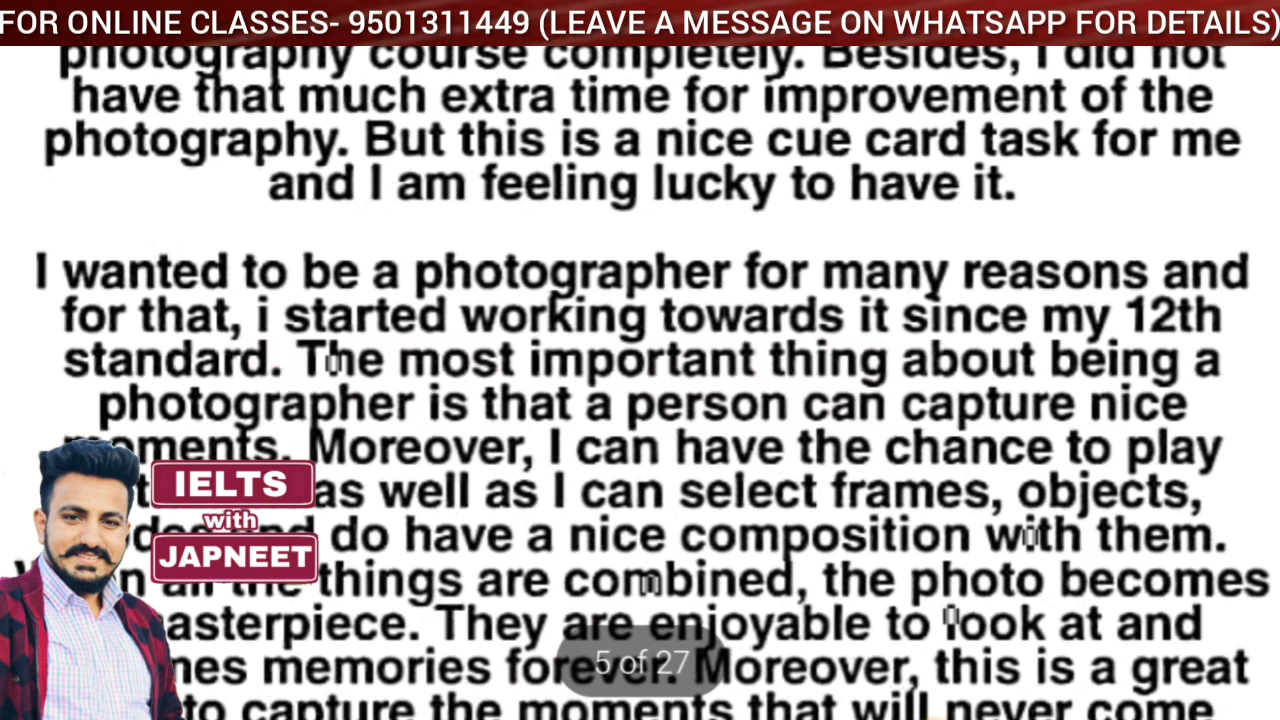 FOR ONLINE CLASSES- 9501311449 (LEAVE A MESSAGE ON WHATSAPP FOR DETAILS)
photography course completely. Besides, I did not
have that much extra time for improvement of the
photography. But this is a nice cue card task for me
and I am feeling lucky to have it.
I wanted to be a photographer for many reasons and
for that, i started working towards it since my 12th
standard. The most important thing about being a
photographer is that a person can capture nice
moments. Moreover, I can have the chance to play
as well as I can select frames, objects,
and do have a nice composition with them.
all the things are combined, the photo becomes
masterpiece. They are enjoyable to look at and
memories forever. Moreover, this is a great
to capture the moments that will never come
IELTS
with
JAPNEET
5 of 27